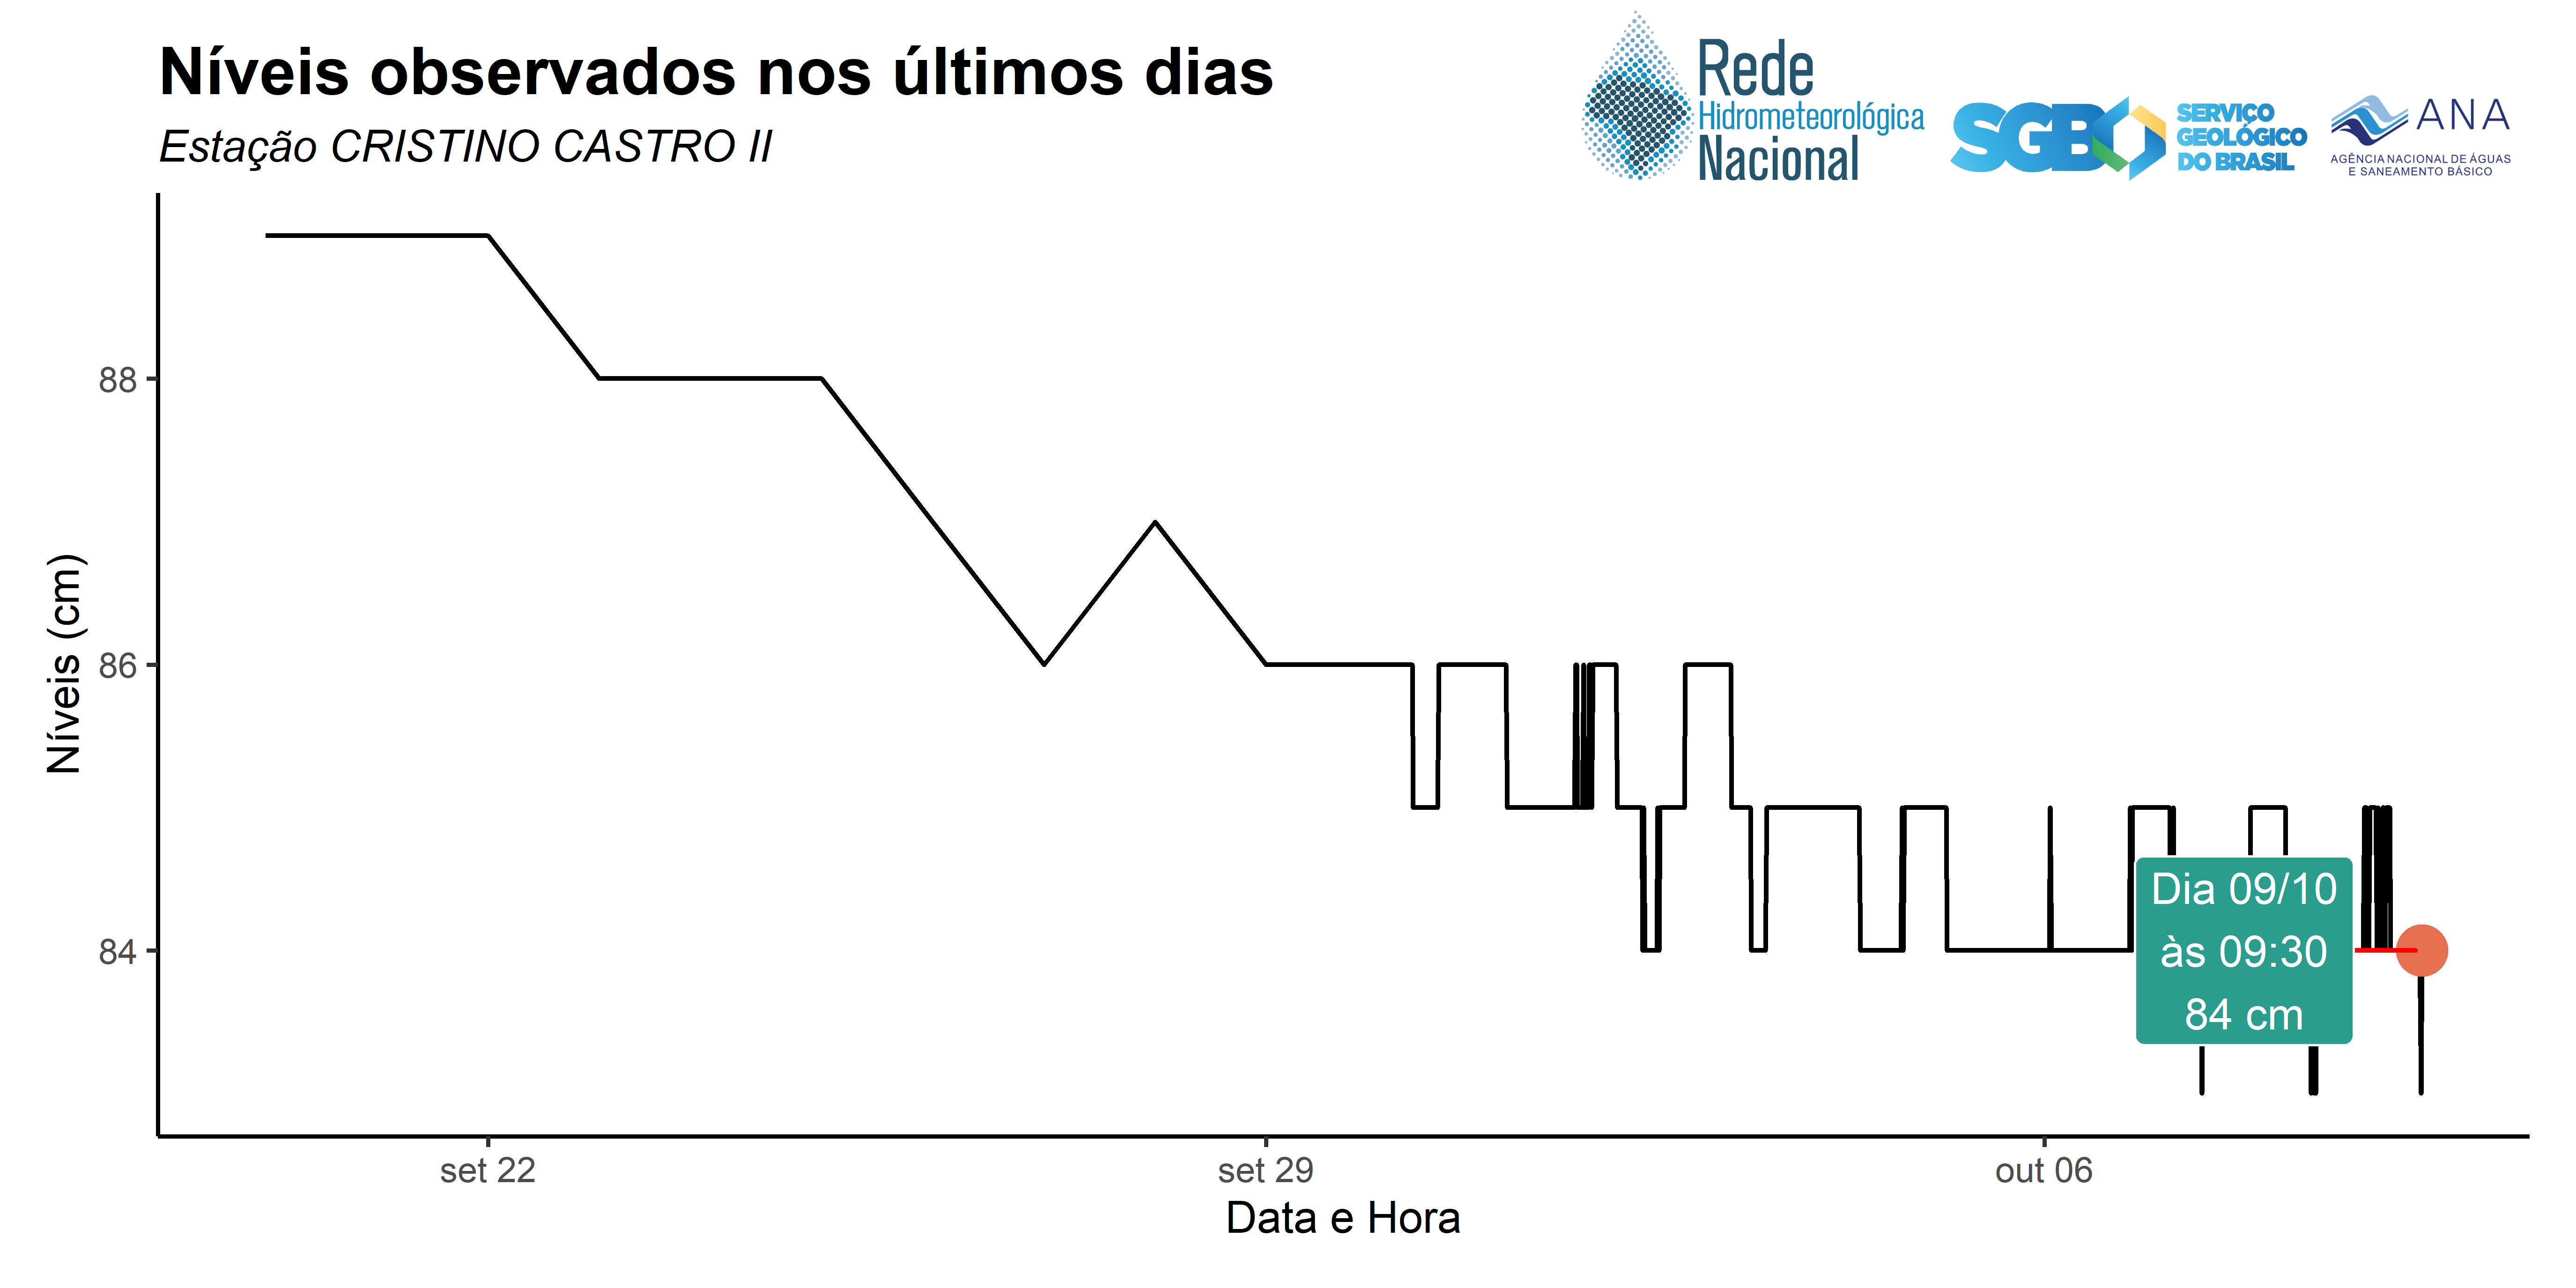 Níveis observados nos últimos dias
Estação CRISTINO CASTRO II
Rede
Hidrometeorológica
Nacional
SGB
SERVIÇO
GEOLÓGICO
DO BRASIL
ANA
AGÊNCIA NACIONAL DE ÁGUAS
E SANEAMENTO BÁSICO
Níveis (cm)
88
86
84
Dia 09/10
às 09:30
84 cm
set 22
set 29
out 06
Data e Hora